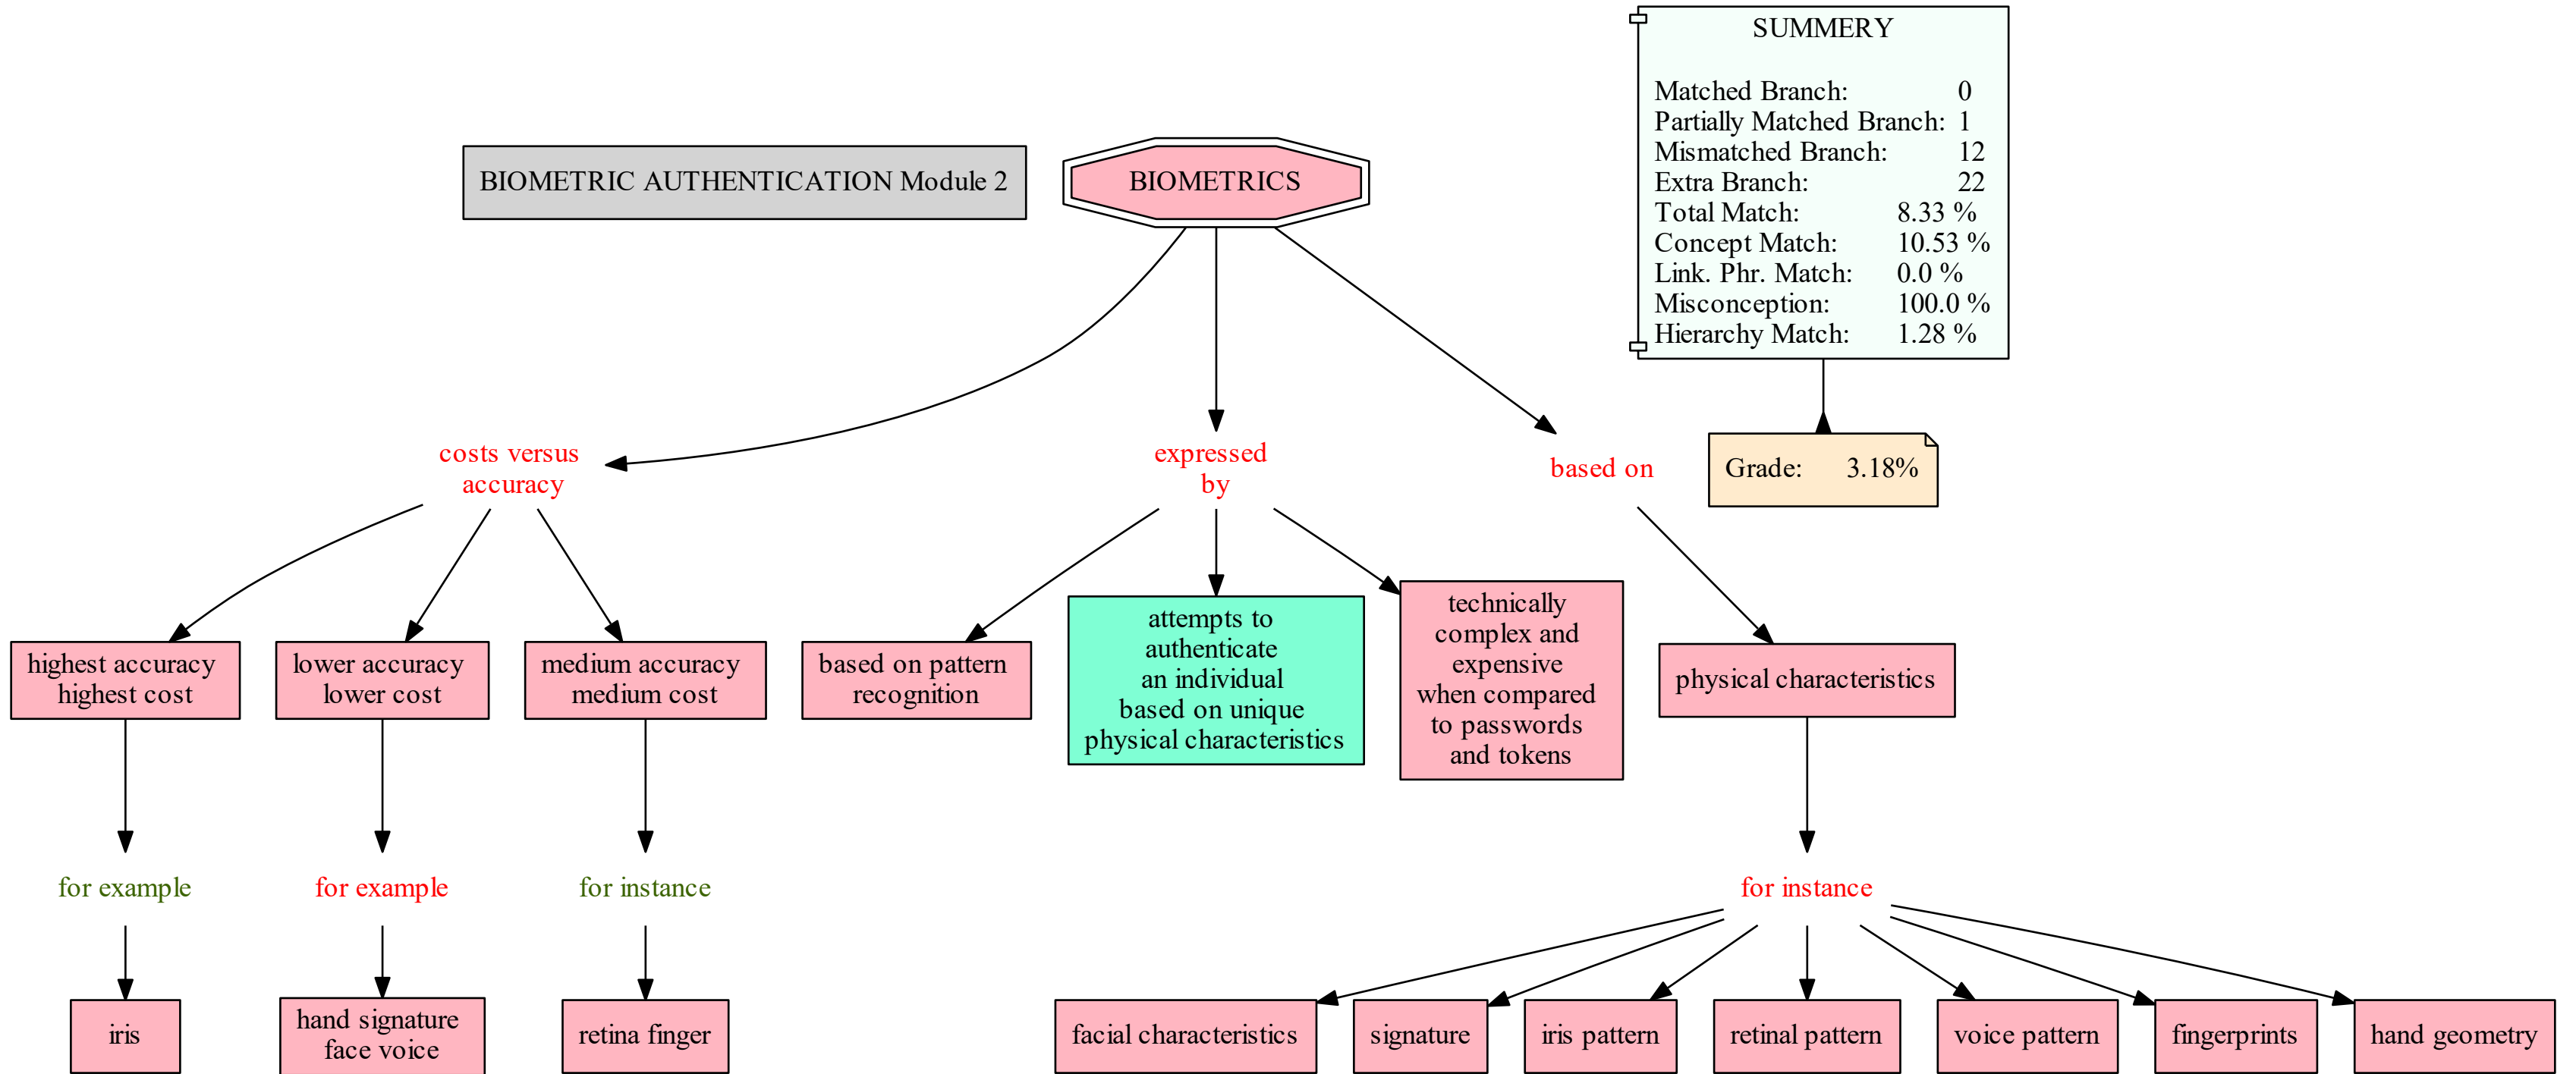 SUMMERY
Matched Branch: 0
Partially Matched Branch: 1
Mismatched Branch: 12
Extra Branch: 22
Total Match: 8.33 %
Concept Match: 10.53 %
Link. Phr. Match: 0.0 %
Misconception: 100.0 %
Hierarchy Match: 1.28 %
BIOMETRIC AUTHENTICATION Module 2
BIOMETRICS
costs versus
accuracy
expressed
by
based on
Grade: 3.18%
highest accuracy
highest cost
lower accuracy
lower cost
medium accuracy
medium cost
based on pattern
recognition
attempts to
authenticate
an individual
based on unique
physical characteristics
technically
complex and
expensive
when compared
to passwords
and tokens
physical characteristics
for example
for example
for instance
for instance
iris
hand signature
face voice
retina finger
facial characteristics
signature
iris pattern
retinal pattern
voice pattern
fingerprints
hand geometry